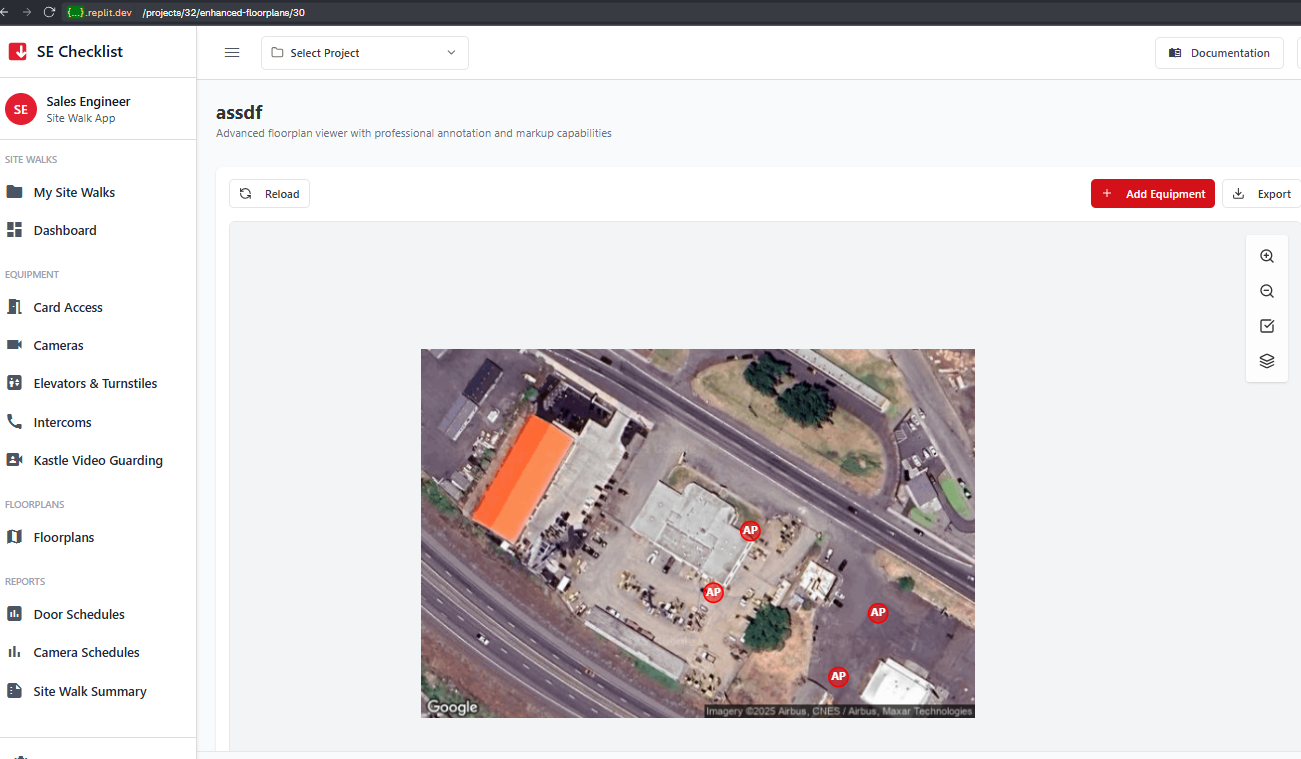 {...}.replit.dev /projects/32/enhanced-floorplans/30
SE Checklist
Select Project
Documentation
SE
Sales Engineer
Site Walk App
assdf
Advanced floorplan viewer with professional annotation and markup capabilities
SITE WALKS
My Site Walks
Dashboard
Reload
Add Equipment
Export
EQUIPMENT
Card Access
Cameras
Elevators & Turnstiles
Intercoms
Kastle Video Guarding
FLOORPLANS
Floorplans
REPORTS
Door Schedules
Camera Schedules
Site Walk Summary
AP
AP
AP
AP
Google
Imagery ©2025 Airbus, CNES / Airbus, Maxar Technologies